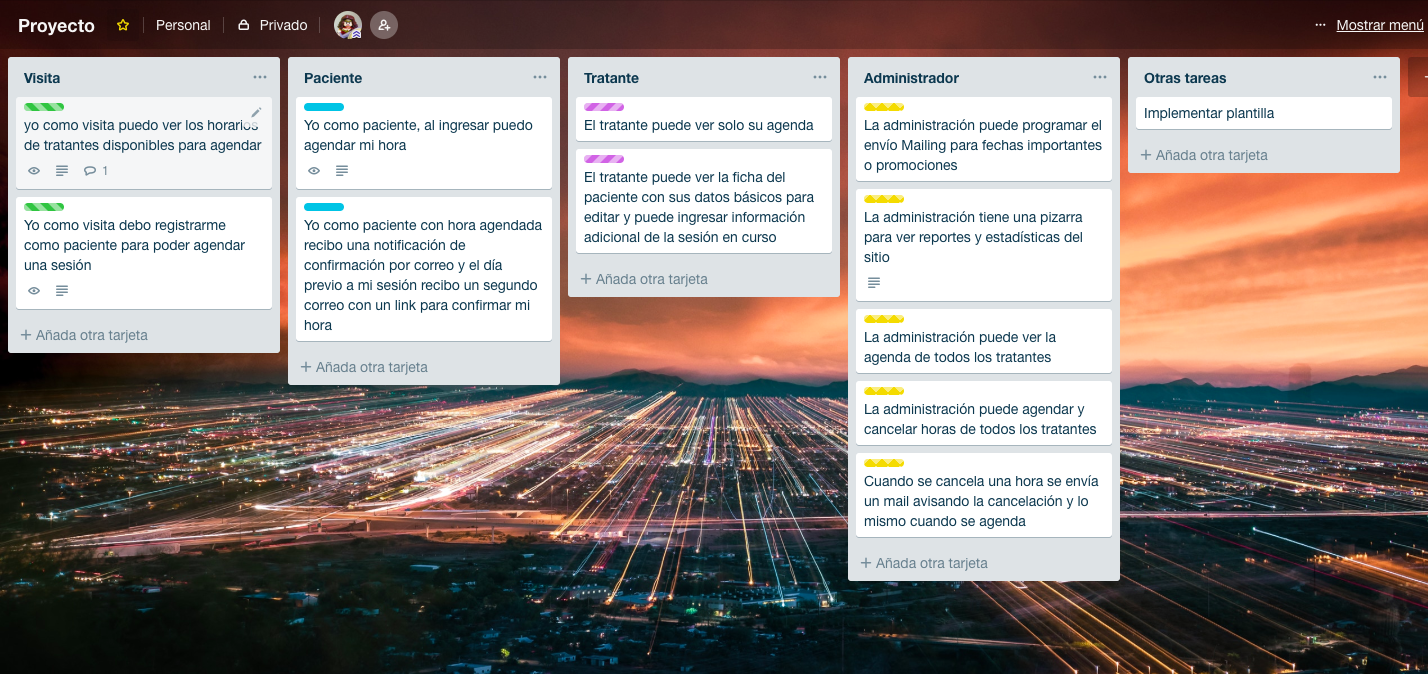 Proyecto
Personal
Privado
Mostrar menú
Visita
yo como visita puedo ver los horarios
de tratantes disponibles para agendar
1
Yo como visita debo registrarme
como paciente para poder agendar
una sesión
+ Añada otra tarjeta
Paciente
Yo como paciente, al ingresar puedo
agendar mi hora
Yo como paciente con hora agendada
recibo una notificación de
confirmación por correo y el día
previo a mi sesión recibo un segundo
correo con un link para confirmar mi
hora
+ Añada otra tarjeta
Tratante
El tratante puede ver solo su agenda
El tratante puede ver la ficha del
paciente con sus datos básicos para
editar y puede ingresar información
adicional de la sesión en curso
+ Añada otra tarjeta
Administrador
La administración puede programar el
envío Mailing para fechas importantes
o promociones
La administración tiene una pizarra
para ver reportes y estadísticas del
sitio
La administración puede ver la
agenda de todos los tratantes
La administración puede agendar y
cancelar horas de todos los tratantes
Cuando se cancela una hora se envía
un mail avisando la cancelación y lo
mismo cuando se agenda
+ Añada otra tarjeta
Otras tareas
Implementar plantilla
+ Añada otra tarjeta